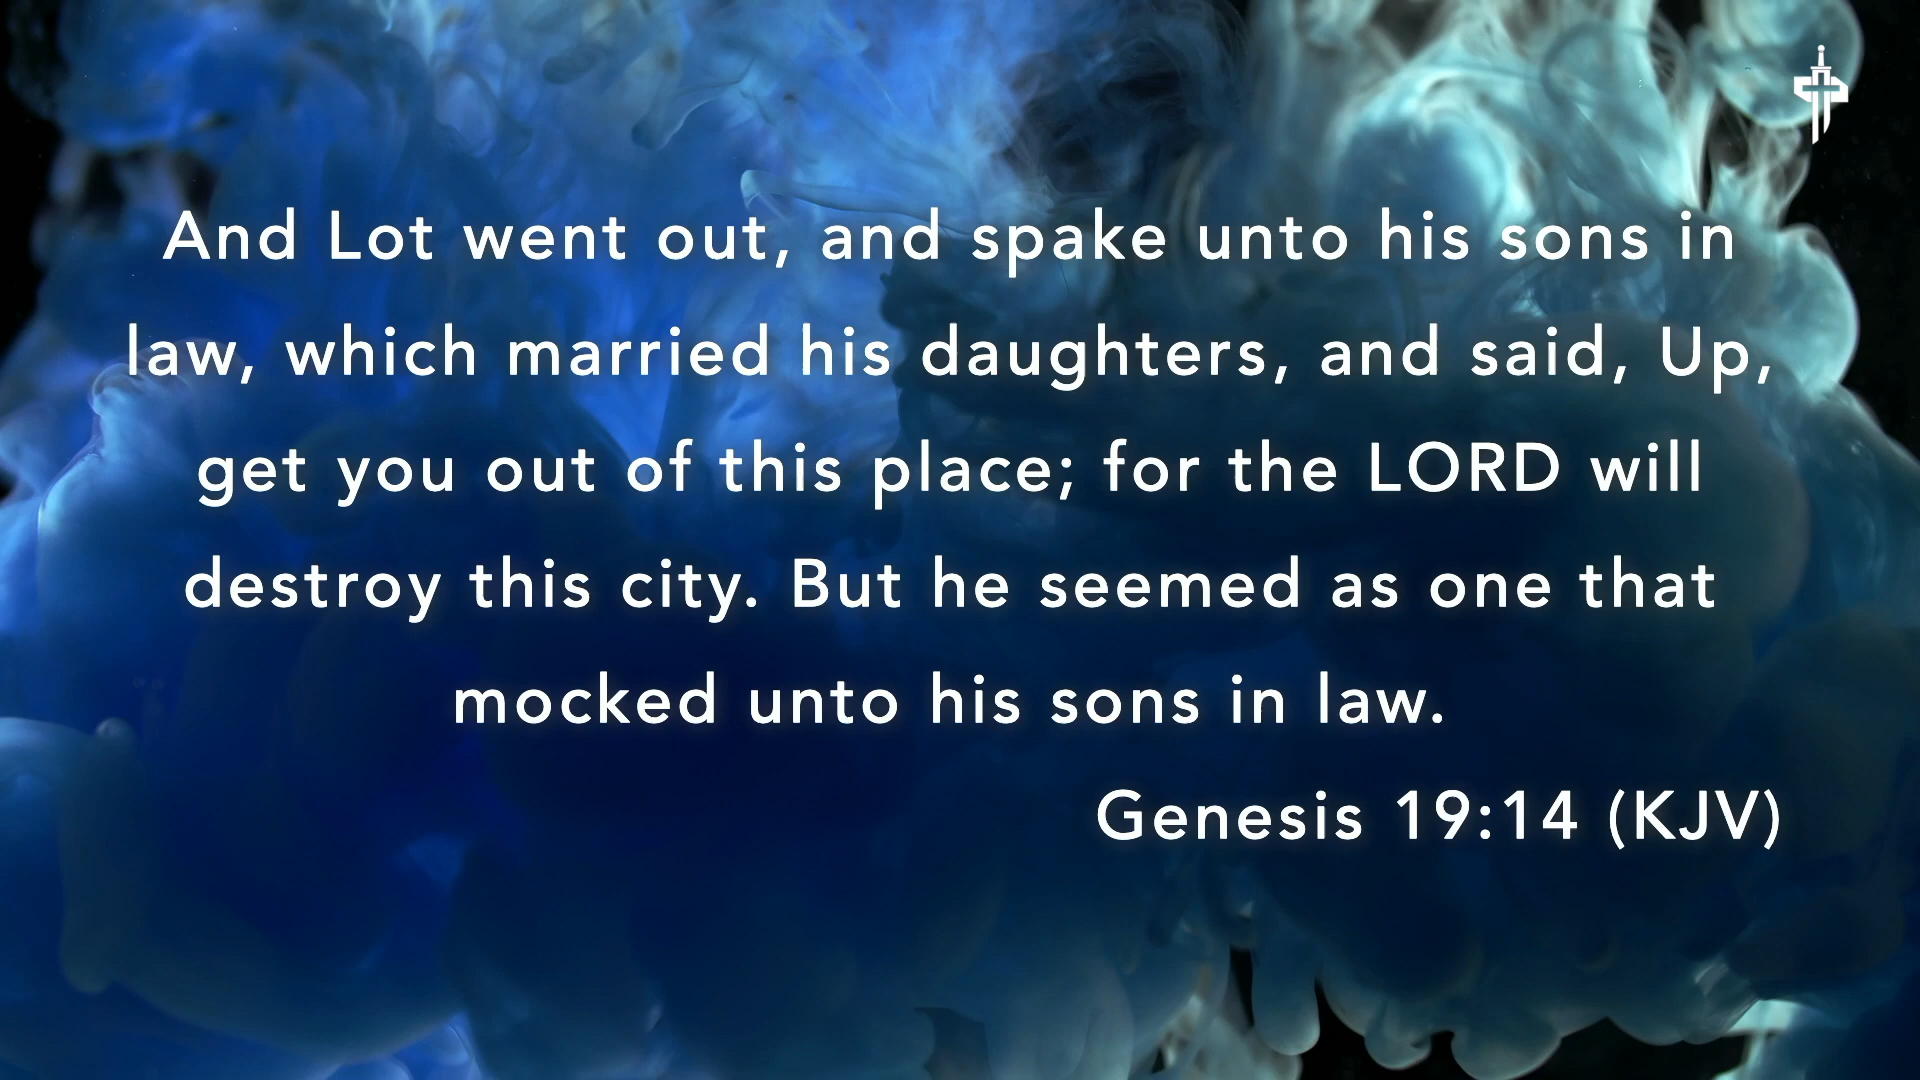 And Lot went out, and spake unto his sons in
law, which married his daughters, and said, Up,
get you out of this place; for the LORD will
destroy this city. But he seemed as one that
mocked unto his sons in law.
Genesis 19:14 (KJV)